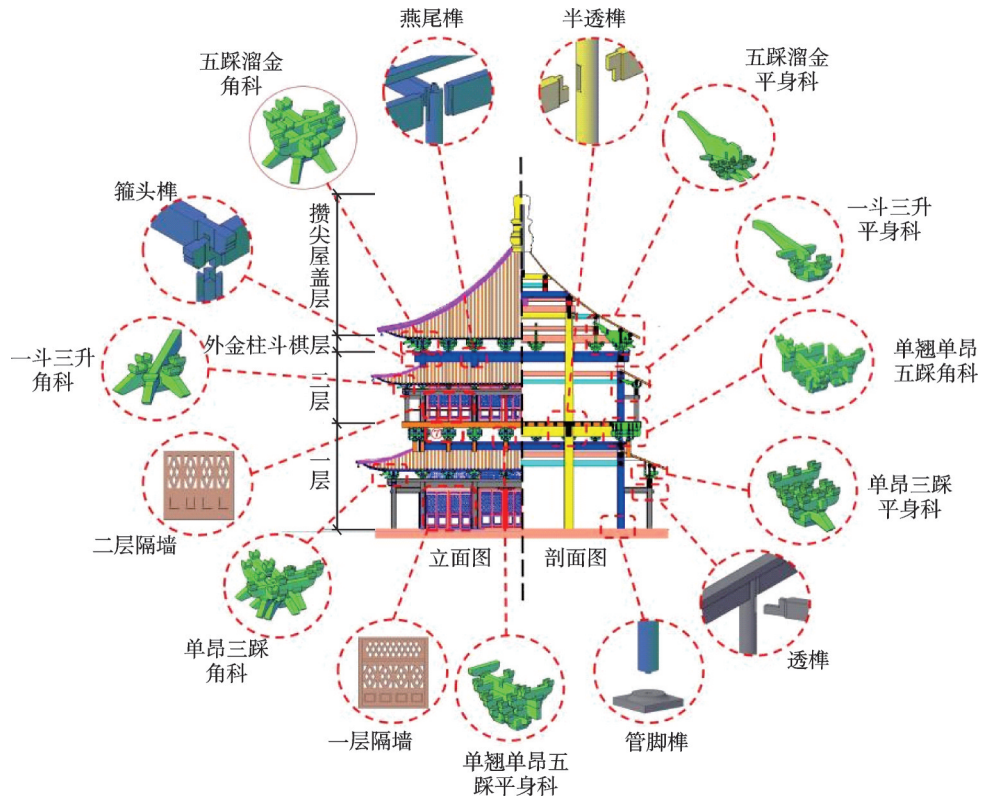 燕尾榫
半透榫
五踩溜金
角科
五踩溜金
平身科
箍头榫
一斗三升
平身科
攒尖屋盖层
外金柱斗棋层
二层
一层
一斗三升
角科
单翘单昂
五踩角科
二层隔墙
单昂三踩
平身科
立面图
剖面图
单昂三踩
角科
透榫
一层隔墙
单翘单昂五
踩平身科
管脚榫